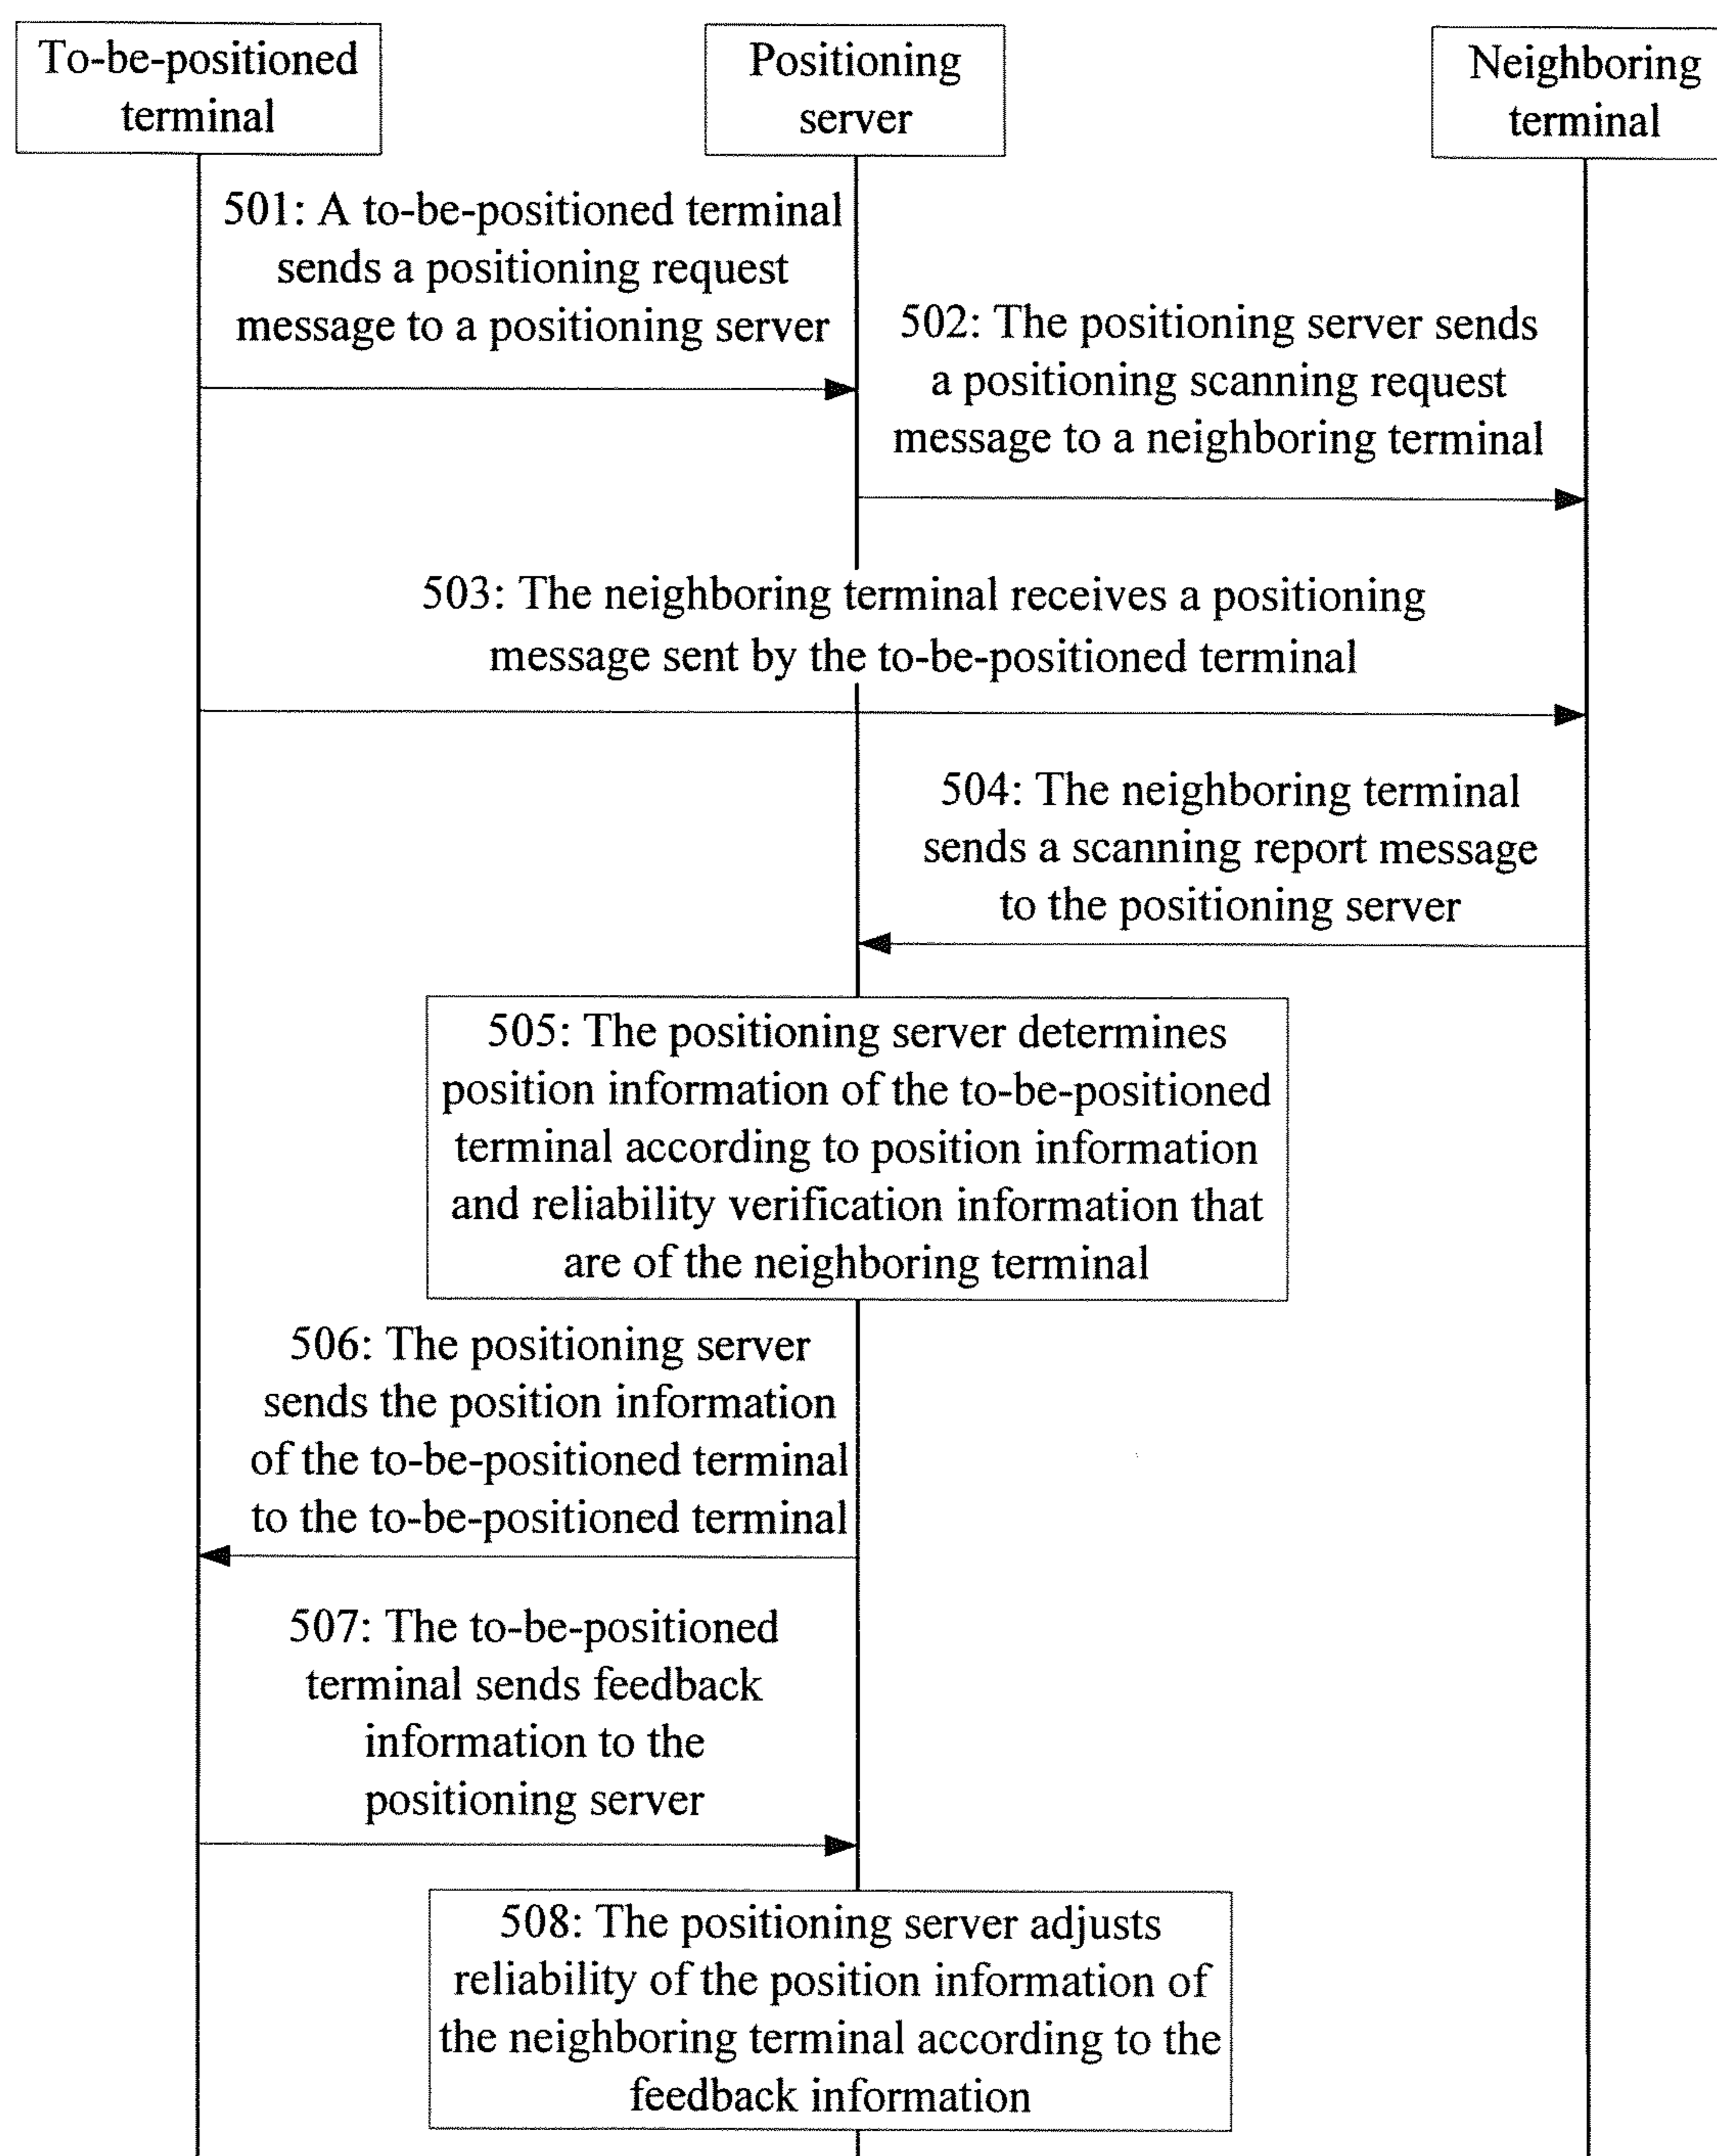 To-be-positioned
terminal
Positioning
server
Neighboring
terminal
501: A to-be-positioned terminal
sends a positioning request
message to a positioning server
502: The positioning server sends
a positioning scanning request
message to a neighboring terminal
503: The neighboring terminal receives a positioning
message sent by the to-be-positioned terminal
504: The neighboring terminal
sends a scanning report message
to the positioning server
505: The positioning server determines
position information of the to-be-positioned
terminal according to position information
and reliability verification information that
are of the neighboring terminal
506: The positioning server
sends the position information
of the to-be-positioned terminal
to the to-be-positioned terminal
507: The to-be-positioned
terminal sends feedback
information to the
positioning server
508: The positioning server adjusts
reliability of the position information of
the neighboring terminal according to the
feedback information